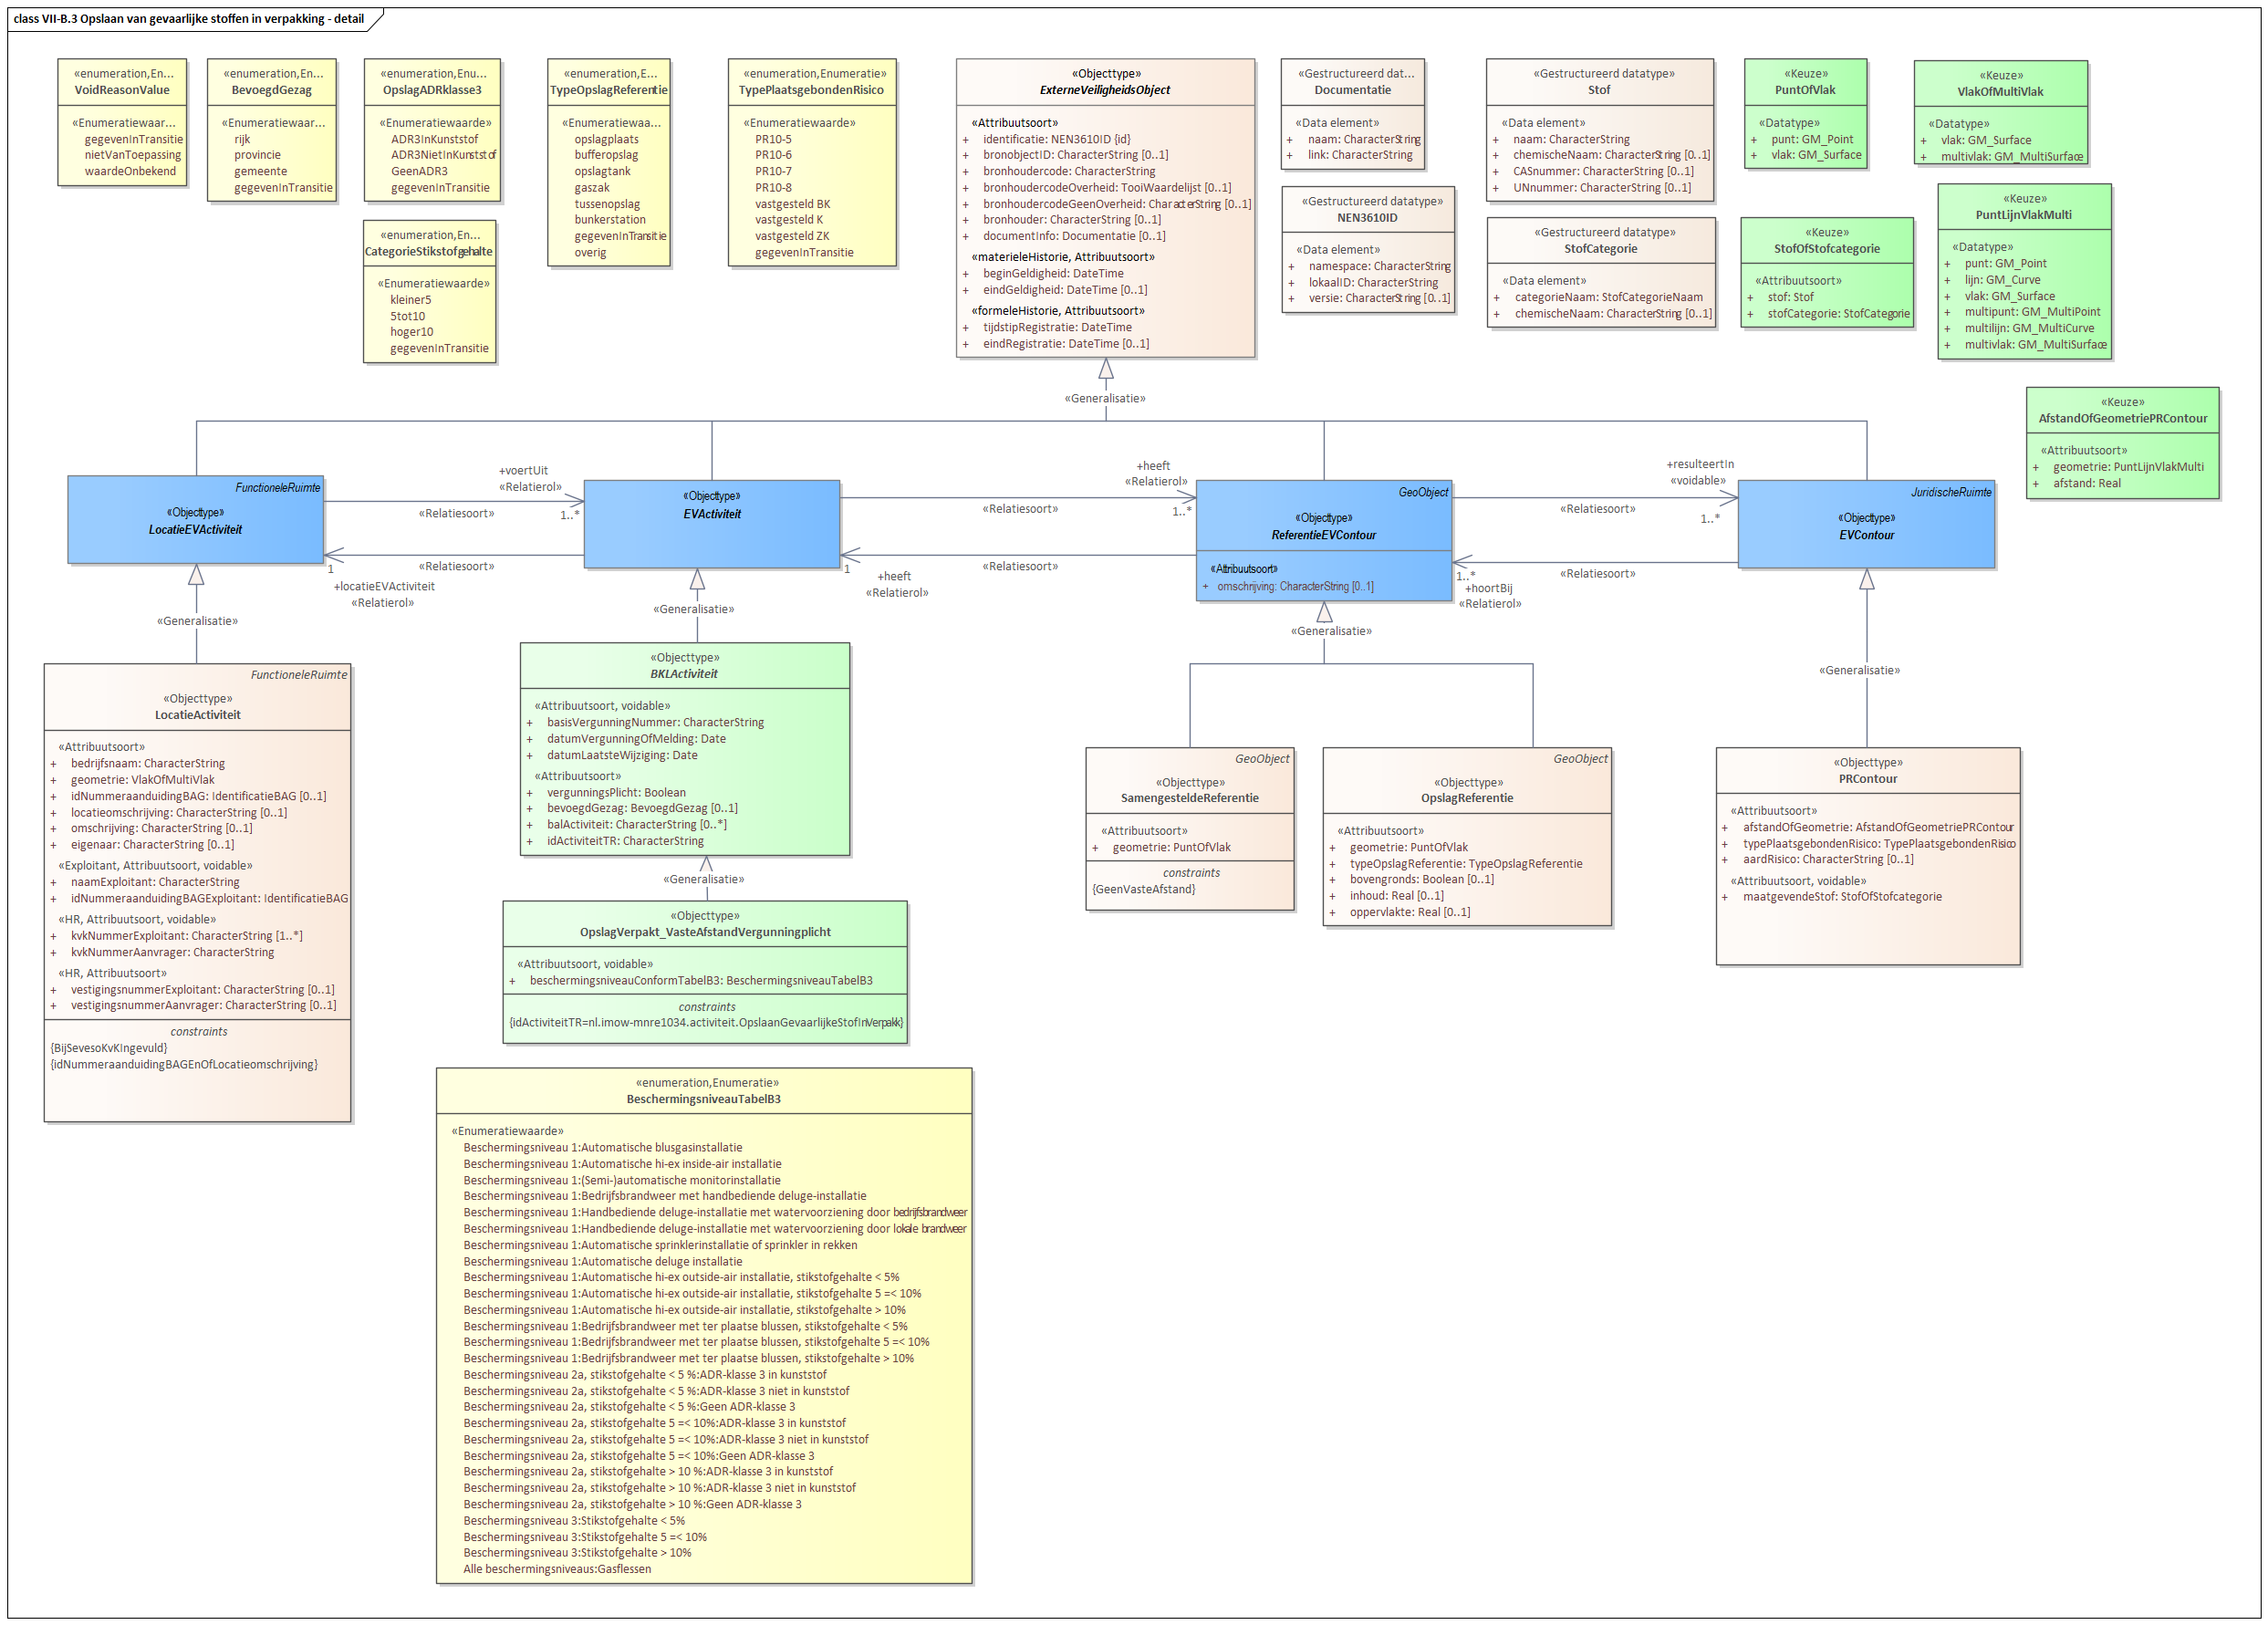 class VII-B.3 Opslaan van gevaarlijke stoffen in verpakking - detail
«enumeration,En...
VoidReasonValue
«Enumeratiewaar...
gegevenInTransitie
nietVanToepassing
waardeOnbekend
«enumeration,En...
BevoegdGezag
«Enumeratiewaar...
rijk
provincie
gemeente
gegevenInTransitie
«enumeration,Enu...
OpslagADRklasse3
«Enumeratiewaarde»
ADR3InKunststof
ADR3NietInKunststof
GeenADR3
gegevenInTransitie
«enumeration,En...
CategorieStikstofgehalte
«Enumeratiewaarde»
kleiner5
5tot10
hoger10
gegevenInTransitie
«enumeration,E...
TypeOpslagReferentie
«Enumeratiewaa...
opslagplaats
bufferopslag
opslagtank
gaszak
tussenopslag
bunkerstation
gegevenInTransitie
overig
«enumeration,Enumeratie»
TypePlaatsgebondenRisico
«Enumeratiewaarde»
PR10-5
PR10-6
PR10-7
PR10-8
vastgesteld BK
vastgesteld K
vastgesteld ZK
gegevenInTransitie
«Objecttype»
ExterneVeiligheidsObject
«Attribuutsoort»
+ identificatie: NEN3610ID {id}
+ bronobjectID: CharacterString [0..1]
+ bronhoudercode: CharacterString
+ bronhoudercodeOverheid: TooiWaardelijst [0..1]
+ bronhoudercodeGeenOverheid: CharacterString [0..1]
+ bronhouder: CharacterString [0..1]
+ documentInfo: Documentatie [0..1]
«materieleHistorie, Attribuutsoort»
+ beginGeldigheid: DateTime
+ eindGeldigheid: DateTime [0..1]
«formeleHistorie, Attribuutsoort»
+ tijdstipRegistratie: DateTime
+ eindRegistratie: DateTime [0..1]
«Gestructureerd dat...
Documentatie
«Data element»
+ naam: CharacterString
+ link: CharacterString
«Gestructureerd datatype»
NEN3610ID
«Data element»
+ namespace: CharacterString
+ lokaalID: CharacterString
+ versie: CharacterString [0..1]
«Gestructureerd datatype»
Stof
«Data element»
+ naam: CharacterString
+ chemischeNaam: CharacterString [0..1]
+ CASnummer: CharacterString [0..1]
+ UNnummer: CharacterString [0..1]
«Gestructureerd datatype»
StofCategorie
«Data element»
+ categorieNaam: StofCategorieNaam
+ chemischeNaam: CharacterString [0..1]
«Keuze»
PuntOfVlak
«Datatype»
+ punt: GM_Point
+ vlak: GM_Surface
«Keuze»
StofOfStofcategorie
«Attribuutsoort»
+ stof: Stof
+ stofCategorie: StofCategorie
«Keuze»
VlakOfMultiVlak
«Datatype»
+ vlak: GM_Surface
+ multivlak: GM_MultiSurface
«Keuze»
PuntLijnVlakMulti
«Datatype»
+ punt: GM_Point
+ lijn: GM_Curve
+ vlak: GM_Surface
+ multipunt: GM_MultiPoint
+ multilijn: GM_MultiCurve
+ multivlak: GM_MultiSurface
«Keuze»
AfstandOfGeometriePRContour
«Attribuutsoort»
+ geometrie: PuntLijnVlakMulti
+ afstand: Real
«Generalisatie»
FunctioneleRuimte
«Objecttype»
LocatieEVActiviteit
+voertUit
«Relatierol»
1..*
«Relatiesoort»
«Relatiesoort»
1
+locatieEVActiviteit
«Relatierol»
«Objecttype»
EVActiviteit
+heeft
«Relatierol»
1..*
«Relatiesoort»
«Relatiesoort»
1
+heeft
«Relatierol»
GeoObject
«Objecttype»
ReferentieEVContour
«Attribuutsoort»
+ omschrijving: CharacterString [0..1]
+resulteertIn
«voidable»
1..*
«Relatiesoort»
«Relatiesoort»
1..*
+hoortBij
«Relatierol»
JuridischeRuimte
«Objecttype»
EVContour
«Generalisatie»
«Generalisatie»
«Generalisatie»
«Generalisatie»
FunctioneleRuimte
«Objecttype»
LocatieActiviteit
«Attribuutsoort»
+ bedrijfsnaam: CharacterString
+ geometrie: VlakOfMultiVlak
+ idNummeraanduidingBAG: IdentificatieBAG [0..1]
+ locatieomschrijving: CharacterString [0..1]
+ omschrijving: CharacterString [0..1]
+ eigenaar: CharacterString [0..1]
«Exploitant, Attribuutsoort, voidable»
+ naamExploitant: CharacterString
+ idNummeraanduidingBAGExploitant: IdentificatieBAG
«HR, Attribuutsoort, voidable»
+ kvkNummerExploitant: CharacterString [1..*]
+ kvkNummerAanvrager: CharacterString
«HR, Attribuutsoort»
+ vestigingsnummerExploitant: CharacterString [0..1]
+ vestigingsnummerAanvrager: CharacterString [0..1]
constraints
{BijSevesoKvKIngevuld}
{idNummeraanduidingBAGEnOfLocatieomschrijving}
«Objecttype»
BKLActiviteit
«Attribuutsoort, voidable»
+ basisVergunningNummer: CharacterString
+ datumVergunningOfMelding: Date
+ datumLaatsteWijziging: Date
«Attribuutsoort»
+ vergunningsPlicht: Boolean
+ bevoegdGezag: BevoegdGezag [0..1]
+ balActiviteit: CharacterString [0..*]
+ idActiviteitTR: CharacterString
«Generalisatie»
«Objecttype»
OpslagVerpakt_VasteAfstandVergunningplicht
«Attribuutsoort, voidable»
+ beschermingsniveauConformTabelB3: BeschermingsniveauTabelB3
constraints
{idActiviteitTR=nl.imow-mnre1034.activiteit.OpslaanGevaarlijkeStofInVerpakk}
GeoObject
«Objecttype»
SamengesteldeReferentie
«Attribuutsoort»
+ geometrie: PuntOfVlak
constraints
{GeenVasteAfstand}
GeoObject
«Objecttype»
OpslagReferentie
«Attribuutsoort»
+ geometrie: PuntOfVlak
+ typeOpslagReferentie: TypeOpslagReferentie
+ bovengronds: Boolean [0..1]
+ inhoud: Real [0..1]
+ oppervlakte: Real [0..1]
«Objecttype»
PRContour
«Attribuutsoort»
+ afstandOfGeometrie: AfstandOfGeometriePRContour
+ typePlaatsgebondenRisico: TypePlaatsgebondenRisico
+ aardRisico: CharacterString [0..1]
«Attribuutsoort, voidable»
+ maatgevendeStof: StofOfStofcategorie
«enumeration,Enumeratie»
BeschermingsniveauTabelB3
«Enumeratiewaarde»
Beschermingsniveau 1:Automatische blusgasinstallatie
Beschermingsniveau 1:Automatische hi-ex inside-air installatie
Beschermingsniveau 1:(Semi-)automatische monitorinstallatie
Beschermingsniveau 1:Bedrijfsbrandweer met handbediende deluge-installatie
Beschermingsniveau 1:Handbediende deluge-installatie met watervoorziening door bedrijfsbrandweer
Beschermingsniveau 1:Handbediende deluge-installatie met watervoorziening door lokale brandweer
Beschermingsniveau 1:Automatische sprinklerinstallatie of sprinkler in rekken
Beschermingsniveau 1:Automatische deluge installatie
Beschermingsniveau 1:Automatische hi-ex outside-air installatie, stikstofgehalte < 5%
Beschermingsniveau 1:Automatische hi-ex outside-air installatie, stikstofgehalte 5 =< 10%
Beschermingsniveau 1:Automatische hi-ex outside-air installatie, stikstofgehalte > 10%
Beschermingsniveau 1:Bedrijfsbrandweer met ter plaatse blussen, stikstofgehalte < 5%
Beschermingsniveau 1:Bedrijfsbrandweer met ter plaatse blussen, stikstofgehalte 5 =< 10%
Beschermingsniveau 1:Bedrijfsbrandweer met ter plaatse blussen, stikstofgehalte > 10%
Beschermingsniveau 2a, stikstofgehalte < 5 %:ADR-klasse 3 in kunststof
Beschermingsniveau 2a, stikstofgehalte < 5 %:ADR-klasse 3 niet in kunststof
Beschermingsniveau 2a, stikstofgehalte < 5 %:Geen ADR-klasse 3
Beschermingsniveau 2a, stikstofgehalte 5 =< 10%:ADR-klasse 3 in kunststof
Beschermingsniveau 2a, stikstofgehalte 5 =< 10%:ADR-klasse 3 niet in kunststof
Beschermingsniveau 2a, stikstofgehalte 5 =< 10%:Geen ADR-klasse 3
Beschermingsniveau 2a, stikstofgehalte > 10 %:ADR-klasse 3 in kunststof
Beschermingsniveau 2a, stikstofgehalte > 10 %:ADR-klasse 3 niet in kunststof
Beschermingsniveau 2a, stikstofgehalte > 10 %:Geen ADR-klasse 3
Beschermingsniveau 3:Stikstofgehalte < 5%
Beschermingsniveau 3:Stikstofgehalte 5 =< 10%
Beschermingsniveau 3:Stikstofgehalte > 10%
Alle beschermingsniveaus:Gasflessen